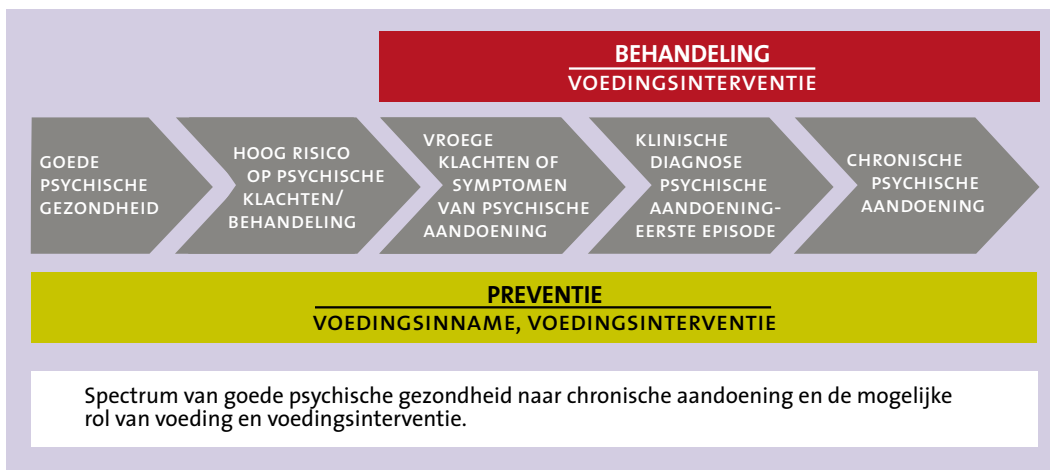 BEHANDELING
VOEDINGSINTERVENTIE
GOEDE
PSYCHISCHE
GEZONDHEID
HOOG RISICO
OP PSYCHISCHE
KLACHTEN/
BEHANDELING
VROEGE
KLACHTEN OF
SYMPTOMEN
VAN PSYCHISCHE
AANDOENING
KLINISCHE
DIAGNOSE
PSYCHISCHE
AANDOENING-
EERSTE EPISODE
CHRONISCHE
PSYCHISCHE
AANDOENING
PREVENTIE
VOEDINGSINNAME, VOEDINGSINTERVENTIE
Spectrum van goede psychische gezondheid naar chronische aandoening en de mogelijke
rol van voeding en voedingsinterventie.